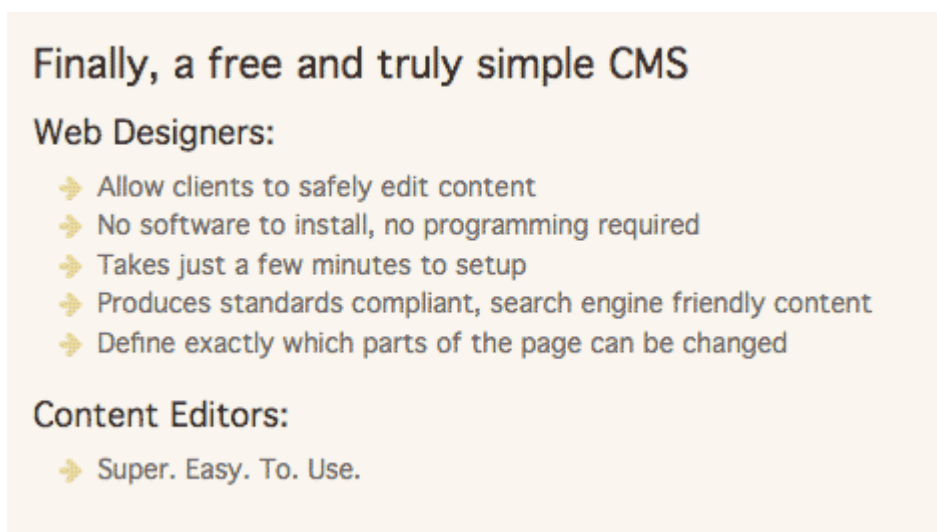 Finally, a free and truly simple CMS
Web Designers:
Allow clients to safely edit content
No software to install, no programming required
Takes just a few minutes to setup
Produces standards compliant, search engine friendly content
Define exactly which parts of the page can be changed
Content Editors:
Super. Easy. To. Use.